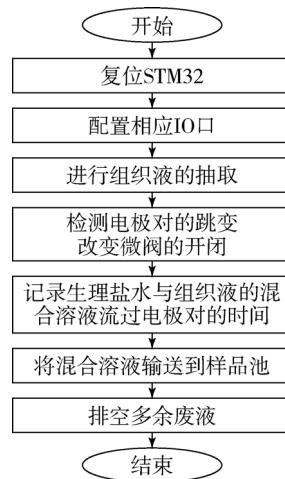 开始
复位STM32
配置相应IO口
进行组织液的抽取
检测电极对的跳变
改变微阀的开闭
记录生理盐水与组织液的混
合溶液流过电极对的时间
将混合溶液输送到样品池
排空多余废液
结束